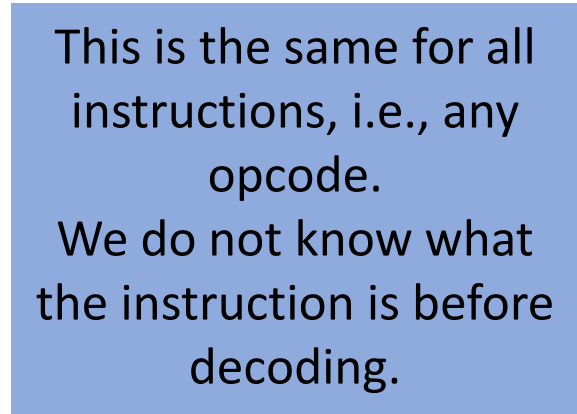 This is the same for all
instructions, i.e., any
opcode.
We do not know what
the instruction is before
decoding.